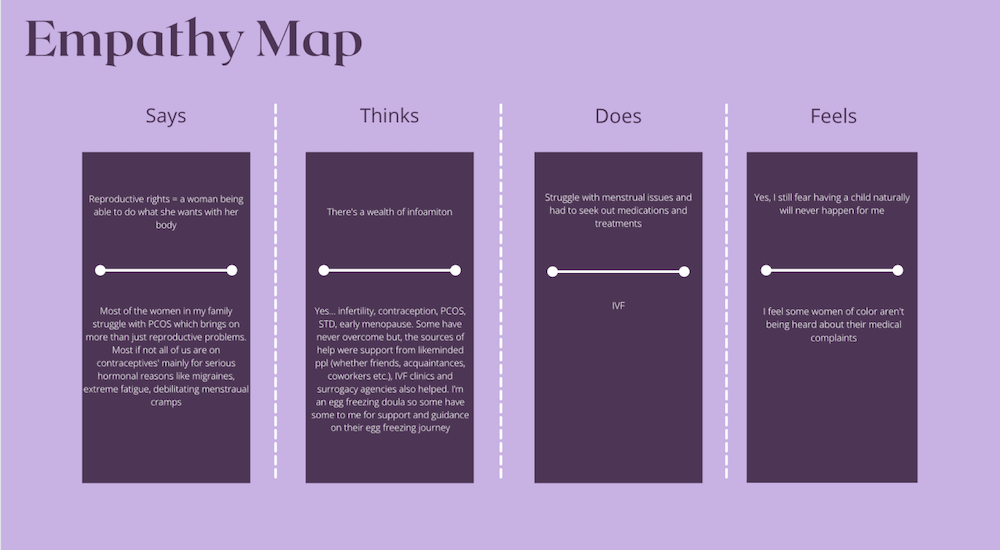 Empathy Map
Says
Reproductive rights = a woman being
able to do what she wants with her
body
Most of the women in my family
struggle with PCOS which brings on
more than just reproductive problems.
Most if not all of us are on
contraceptives' mainly for serious
hormonal reasons like migraines,
extreme fatigue, debilitating menstraual
cramps
Thinks
There's a wealth of infoamiton
Yes... infertility, contraception, PCOS,
STD, early menopause. Some have
never overcome but, the sources of
help were support from likeminded
ppl (whether friends, acquaintances,
coworkers etc.), IVF clinics and
surrogacy agencies also helped. I'm
an egg freezing doula so some have
some to me for support and guidance
on their egg freezing journey
Does
Struggle with menstrual issues and
had to seek out medications and
treatments
IVF
Feels
Yes, I still fear having a child naturally
will never happen for me
I feel some women of color aren't
being heard about their medical
complaints